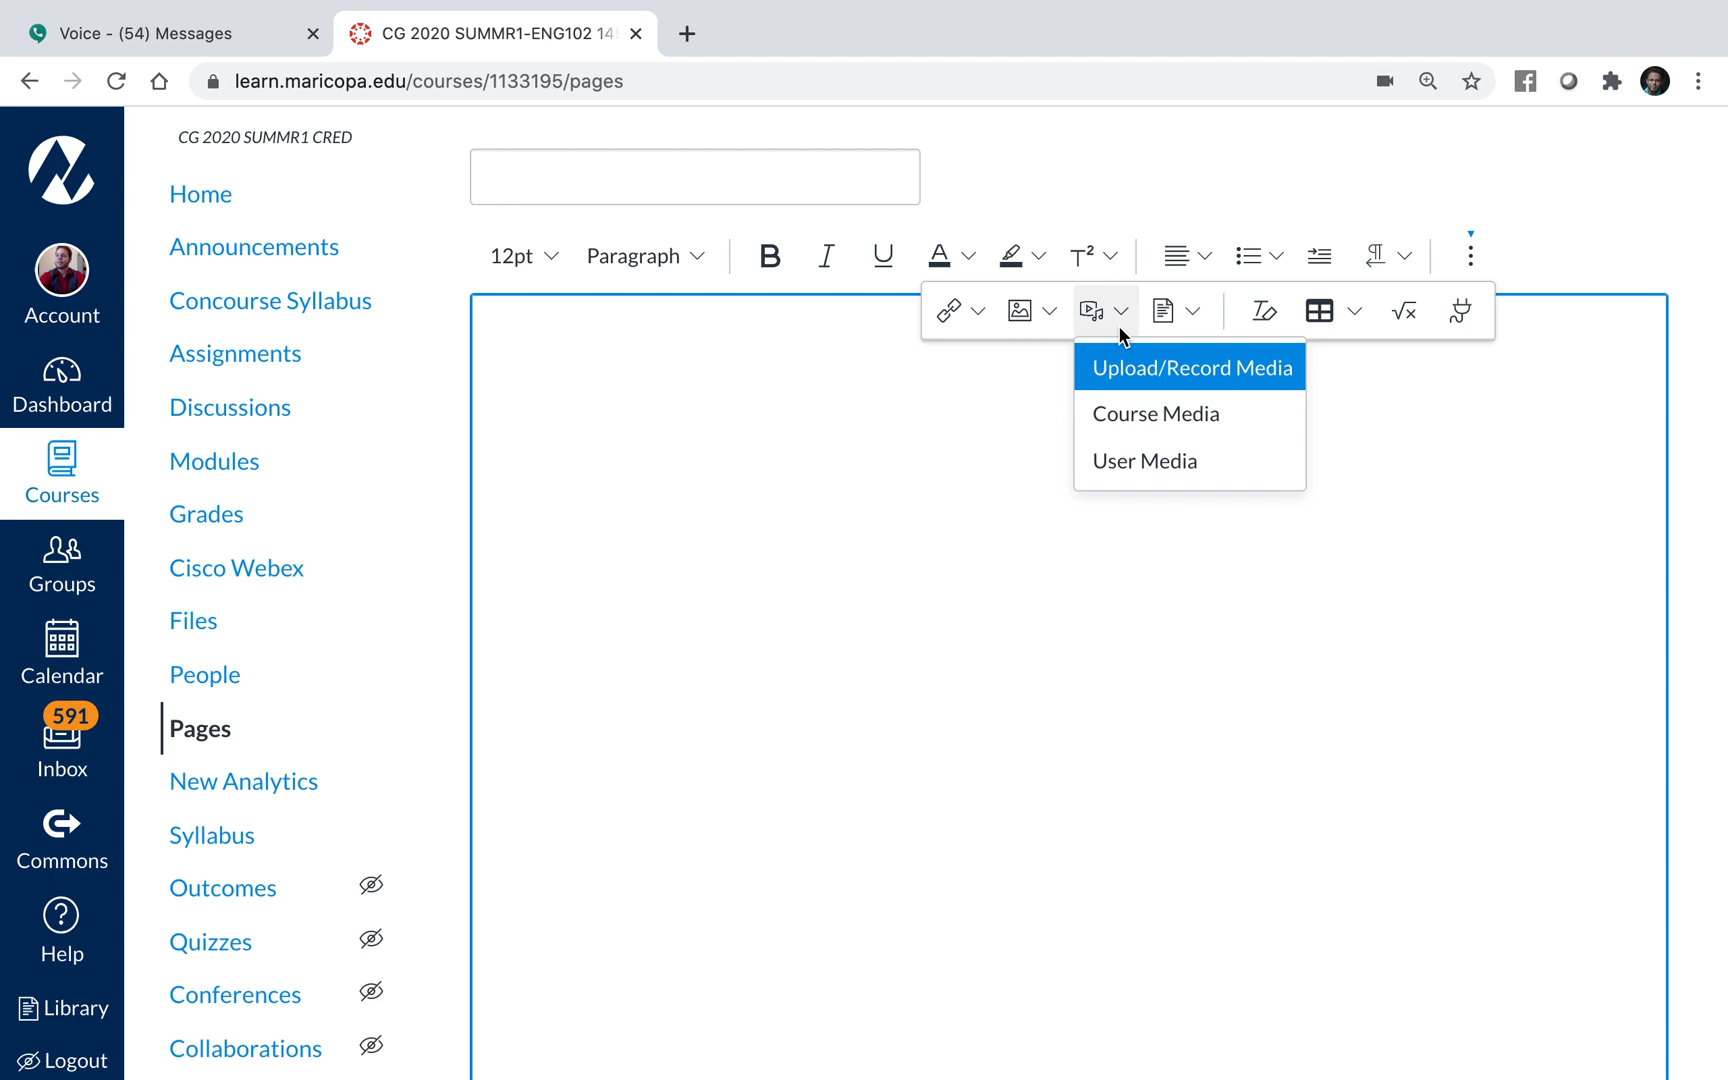 Voice - (54) Messages
CG 2020 SUMMR1-ENG102
learn.maricopa.edu/courses/1133195/pages
CG 2020 SUMMR1 CRED
Account
Dashboard
Courses
Groups
Calendar
591
Inbox
Commons
Help
Library
Logout
Home
Announcements
Concourse Syllabus
Assignments
Discussions
Modules
Grades
Cisco Webex
Files
People
Pages
New Analytics
Syllabus
Outcomes
Quizzes
Conferences
Collaborations
12pt Paragraph B I U A T²
√x
Upload/Record Media
Course Media
User Media